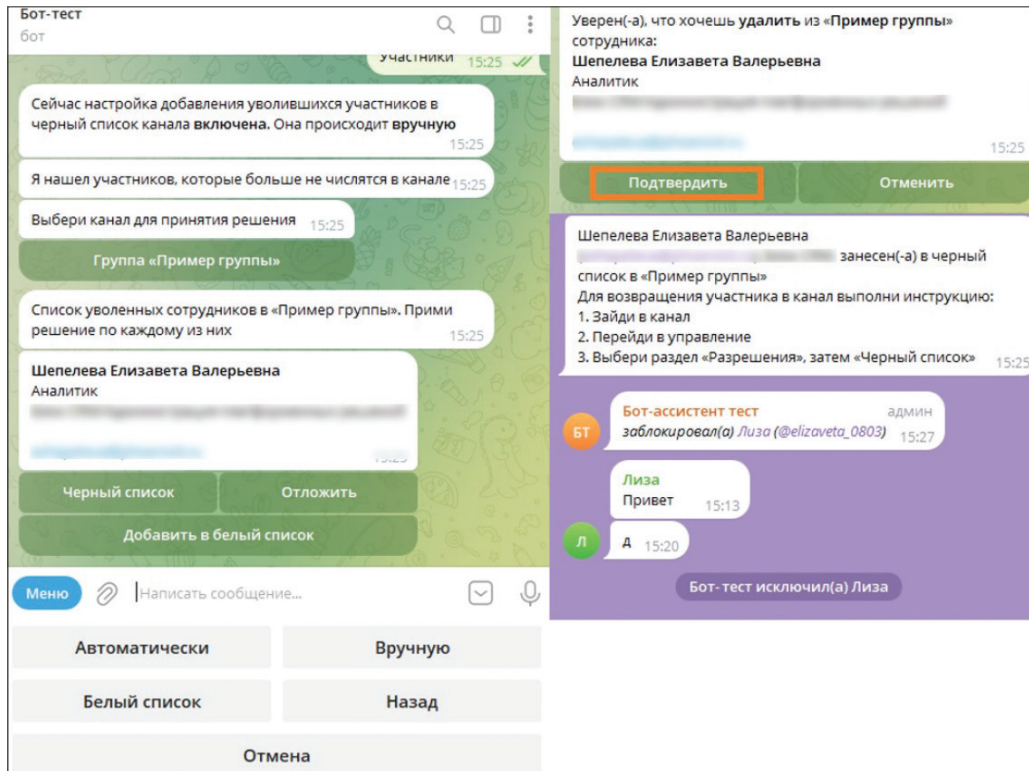 Бот-тест
бот
Участники 15:25
Сейчас настройка добавления уволившихся участников в
черный список канала включена. Она происходит вручную
15:25
Я нашел участников, которые больше не числятся в канале 15:25
Выбери канал для принятия решения 15:25
Группа «Пример группы»
Список уволенных сотрудников в «Пример группы». Прими
решение по каждому из них
15:25
Шепелева Елизавета Валерьевна
Аналитик
Черный список
Отложить
Добавить в белый список
Меню
Написать сообщение...
Автоматически
Вручную
Белый список
Назад
Отмена
Уверен(-а), что хочешь удалить из «Пример группы»
сотрудника:
Шепелева Елизавета Валерьевна
Аналитик
15:25
Подтвердить
Отменить
Шепелева Елизавета Валерьевна
занесен(-а) в черный
список в «Пример группы»
Для возвращения участника в канал выполни инструкцию:
1. Зайди в канал
2. Перейди в управление
3. Выбери раздел «Разрешения», затем «Черный список» 15:25
Бот-ассистент тест админ
БТ
заблокировал(а) Лиза (@elizaveta_0803) 15:27
Лиза
Привет 15:13
Л
д 15:20
Бот- тест исключил(а) Лиза